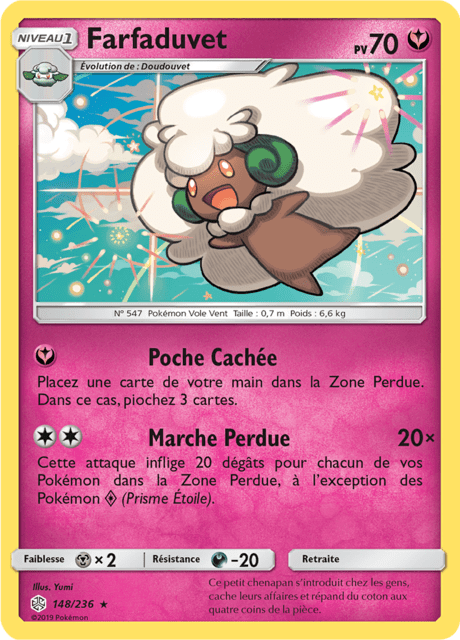 NIVEAU 1
Farfaduvet
PV 70
Évolution de : Doudouvet
N° 547 Pokémon Vole Vent Taille : 0,7 m Poids : 6,6 kg
Poche Cachée
Placez une carte de votre main dans la Zone Perdue.
Dans ce cas, piochez 3 cartes.
Marche Perdue 20×
Cette attaque inflige 20 dégâts pour chacun de vos
Pokémon dans la Zone Perdue, à l'exception des
Pokémon ◇ (Prisme Étoile).
Faiblesse × 2 Résistance -20 Retraite
Illus. Yumi
148/236 ★
©2019 Pokémon
Ce petit chenapan s'introduit chez les gens,
cache leurs affaires et répand du coton aux
quatre coins de la pièce.